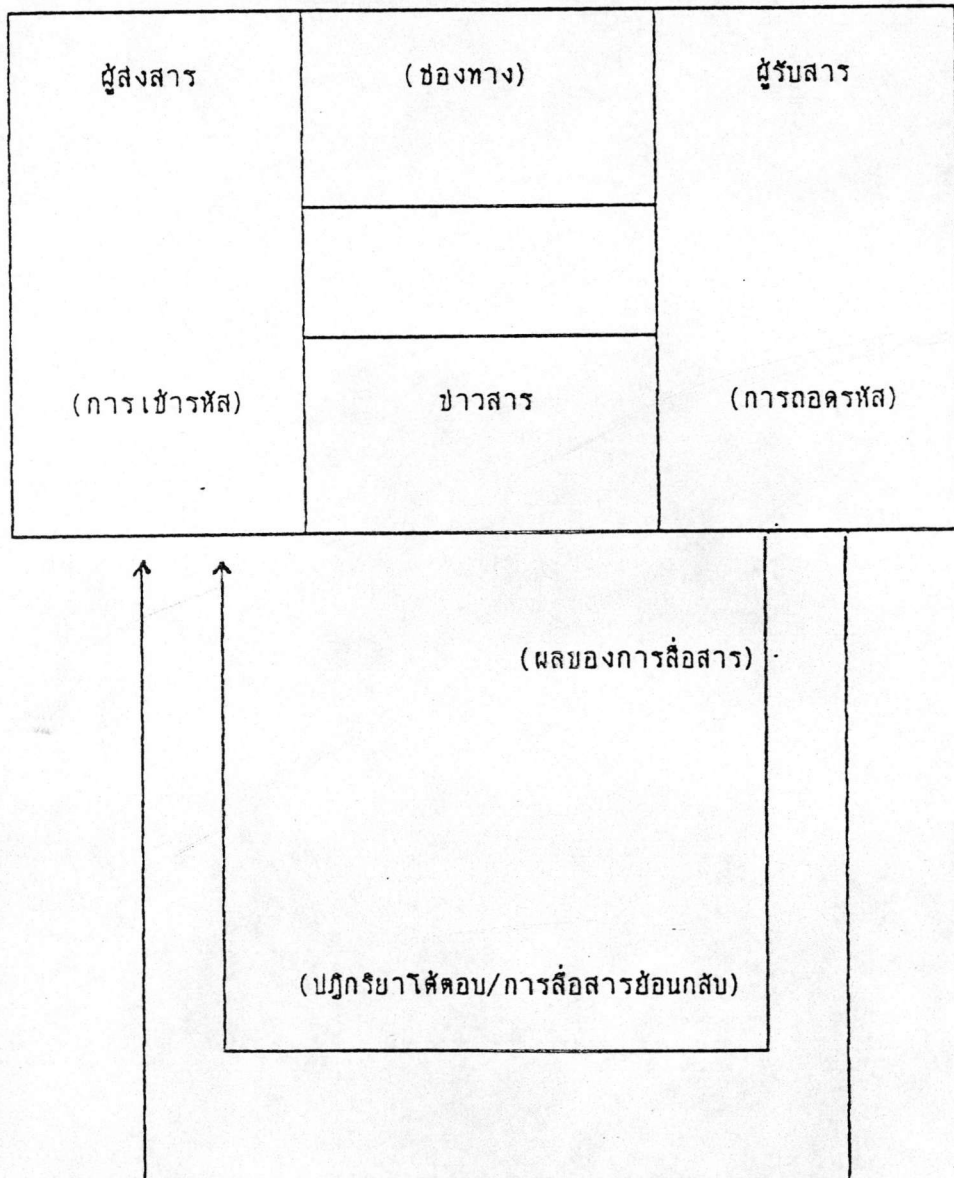 ผู้ส่งสาร
(ช่องทาง)
ผู้รับสาร
(การเข้ารหัส)
ข่าวสาร
(การถอดรหัส)
(ผลของการสื่อสาร)
(ปฎิกริยาโต้ตอบ/การสื่อสารย้อนกลับ)